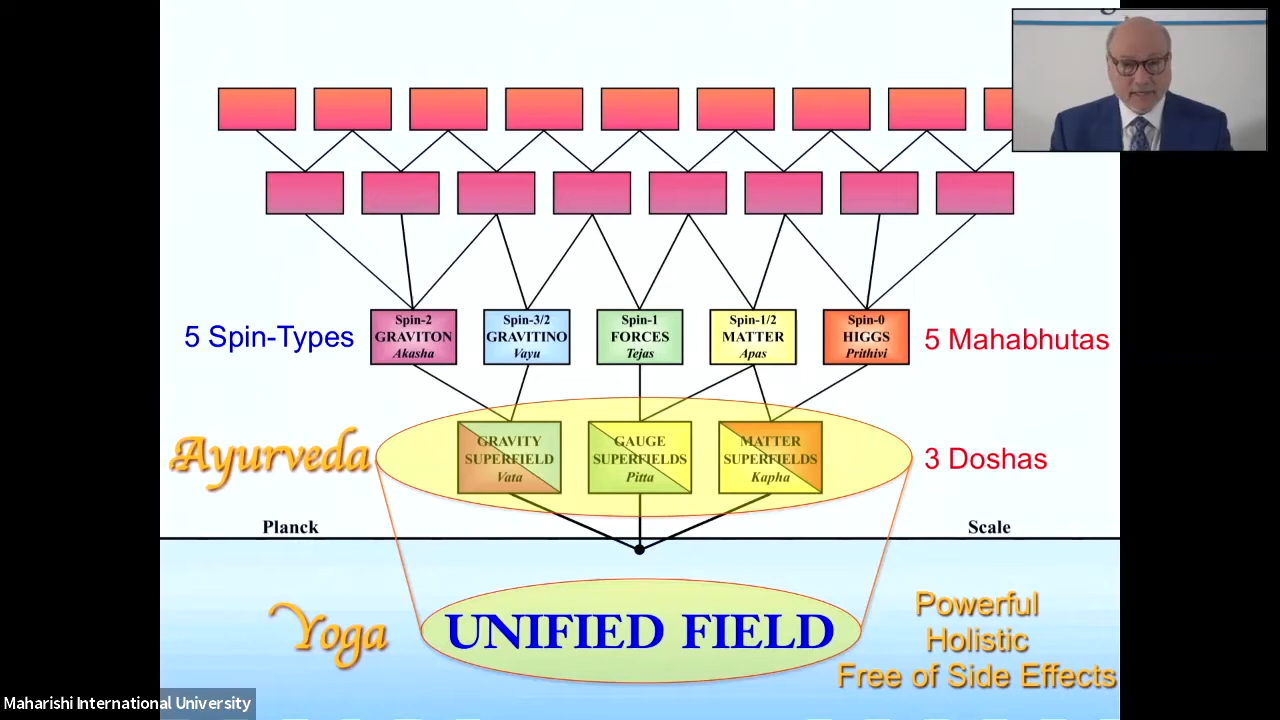 5 Spin-Types
Spin-2
GRAVITON
Akasha
Spin-3/2
GRAVITINO
Vayu
Spin-1
FORCES
Tejas
Spin-1/2
MATTER
Apas
Spin-0
HIGGS
Prithivi
5 Mahabhutas
Ayurveda
GRAVITY
SUPERFIELD
Vata
GAUGE
SUPERFIELDS
Pitta
MATTER
SUPERFIELDS
Kapha
3 Doshas
Planck
Scale
Yoga
UNIFIED FIELD
Powerful
Holistic
Free of Side Effects
Maharishi International University